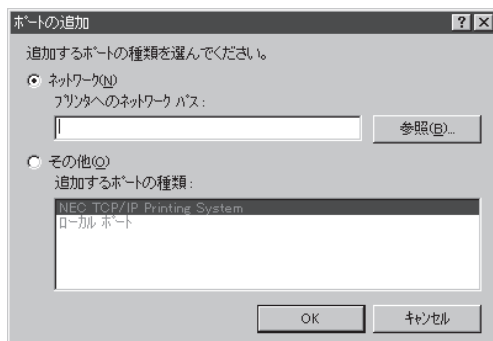 ﾎﾟｰﾄの追加
追加するﾎﾟｰﾄの種類を選んでください。
ﾈｯﾄﾜｰｸ(N)
ﾌﾟﾘﾝﾀへのﾈｯﾄﾜｰｸ ﾊﾟｽ:
参照(B)...
その他(O)
追加するﾎﾟｰﾄの種類:
NEC TCP/IP Printing System
ﾛｰｶﾙ ﾎﾟｰﾄ
OK
ｷｬﾝｾﾙ